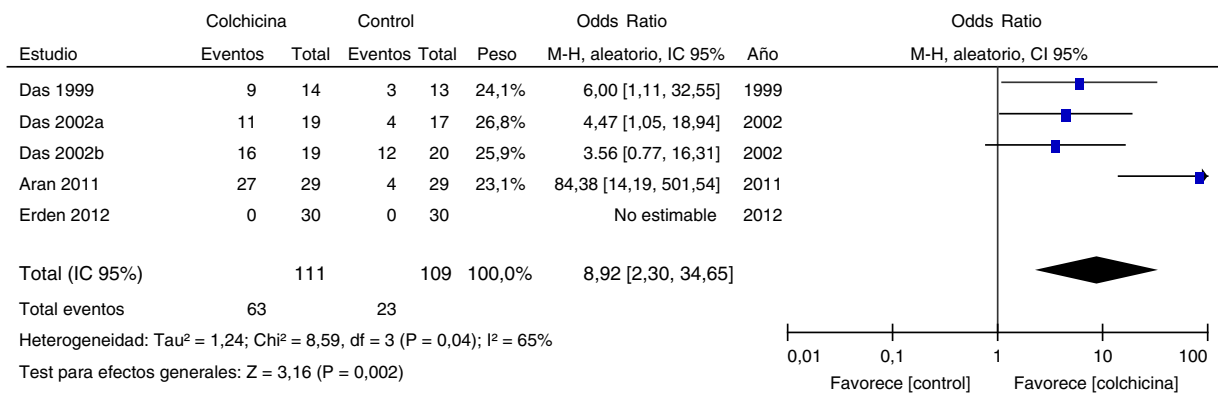 Colchicina Control Odds Ratio Odds Ratio
Estudio Eventos Total Eventos Total Peso M-H, aleatorio, IC 95% Año M-H, aleatorio, CI 95%
Das 1999 9 14 3 13 24,1% 6,00 [1,11, 32,55] 1999
Das 2002a 11 19 4 17 26,8% 4,47 [1,05, 18,94] 2002
Das 2002b 16 19 12 20 25,9% 3.56 [0.77, 16,31] 2002
Aran 2011 27 29 4 29 23,1% 84,38 [14,19, 501,54] 2011
Erden 2012 0 30 0 30 No estimable 2012
Total (IC 95%) 111 109 100,0% 8,92 [2,30, 34,65]
Total eventos 63 23
Heterogeneidad: Tau² = 1,24; Chi² = 8,59, df = 3 (P = 0,04); I² = 65%
Test para efectos generales: Z = 3,16 (P = 0,002)
0,01 0,1 1 10 100
Favorece [control] Favorece [colchicina]